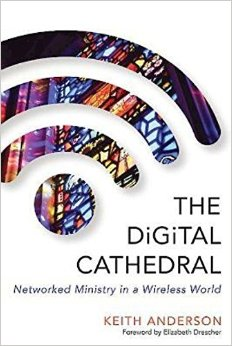 THE
DiGiTAL
CATHEDRAL
Networked Ministry in a Wireless World
KEITH ANDERSON
Foreword by Elizabeth Drescher